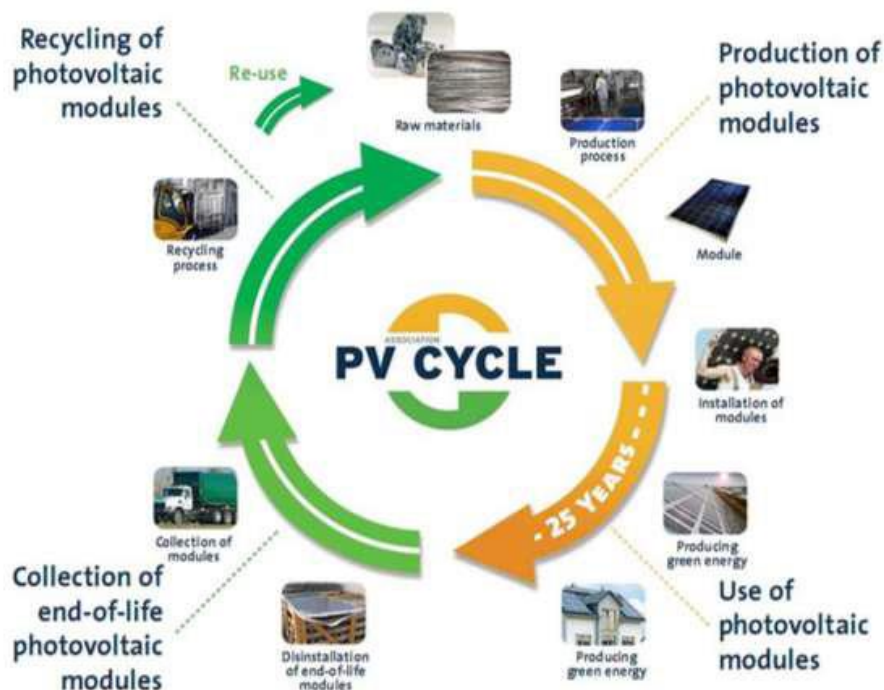 Recycling of
photovoltaic
modules
Re-use
Raw materials
Production
process
Production of
photovoltaic
modules
Module
Recycling
process
ASSOCIATION
PV CYCLE
Installation of
modules
- 25 YEARS - - -
Producing
green energy
Collection of
modules
Collection of
end-of-life
photovoltaic
modules
Disinstallation
of end-of-life
modules
Producing
green energy
Use of
photovoltaic
modules